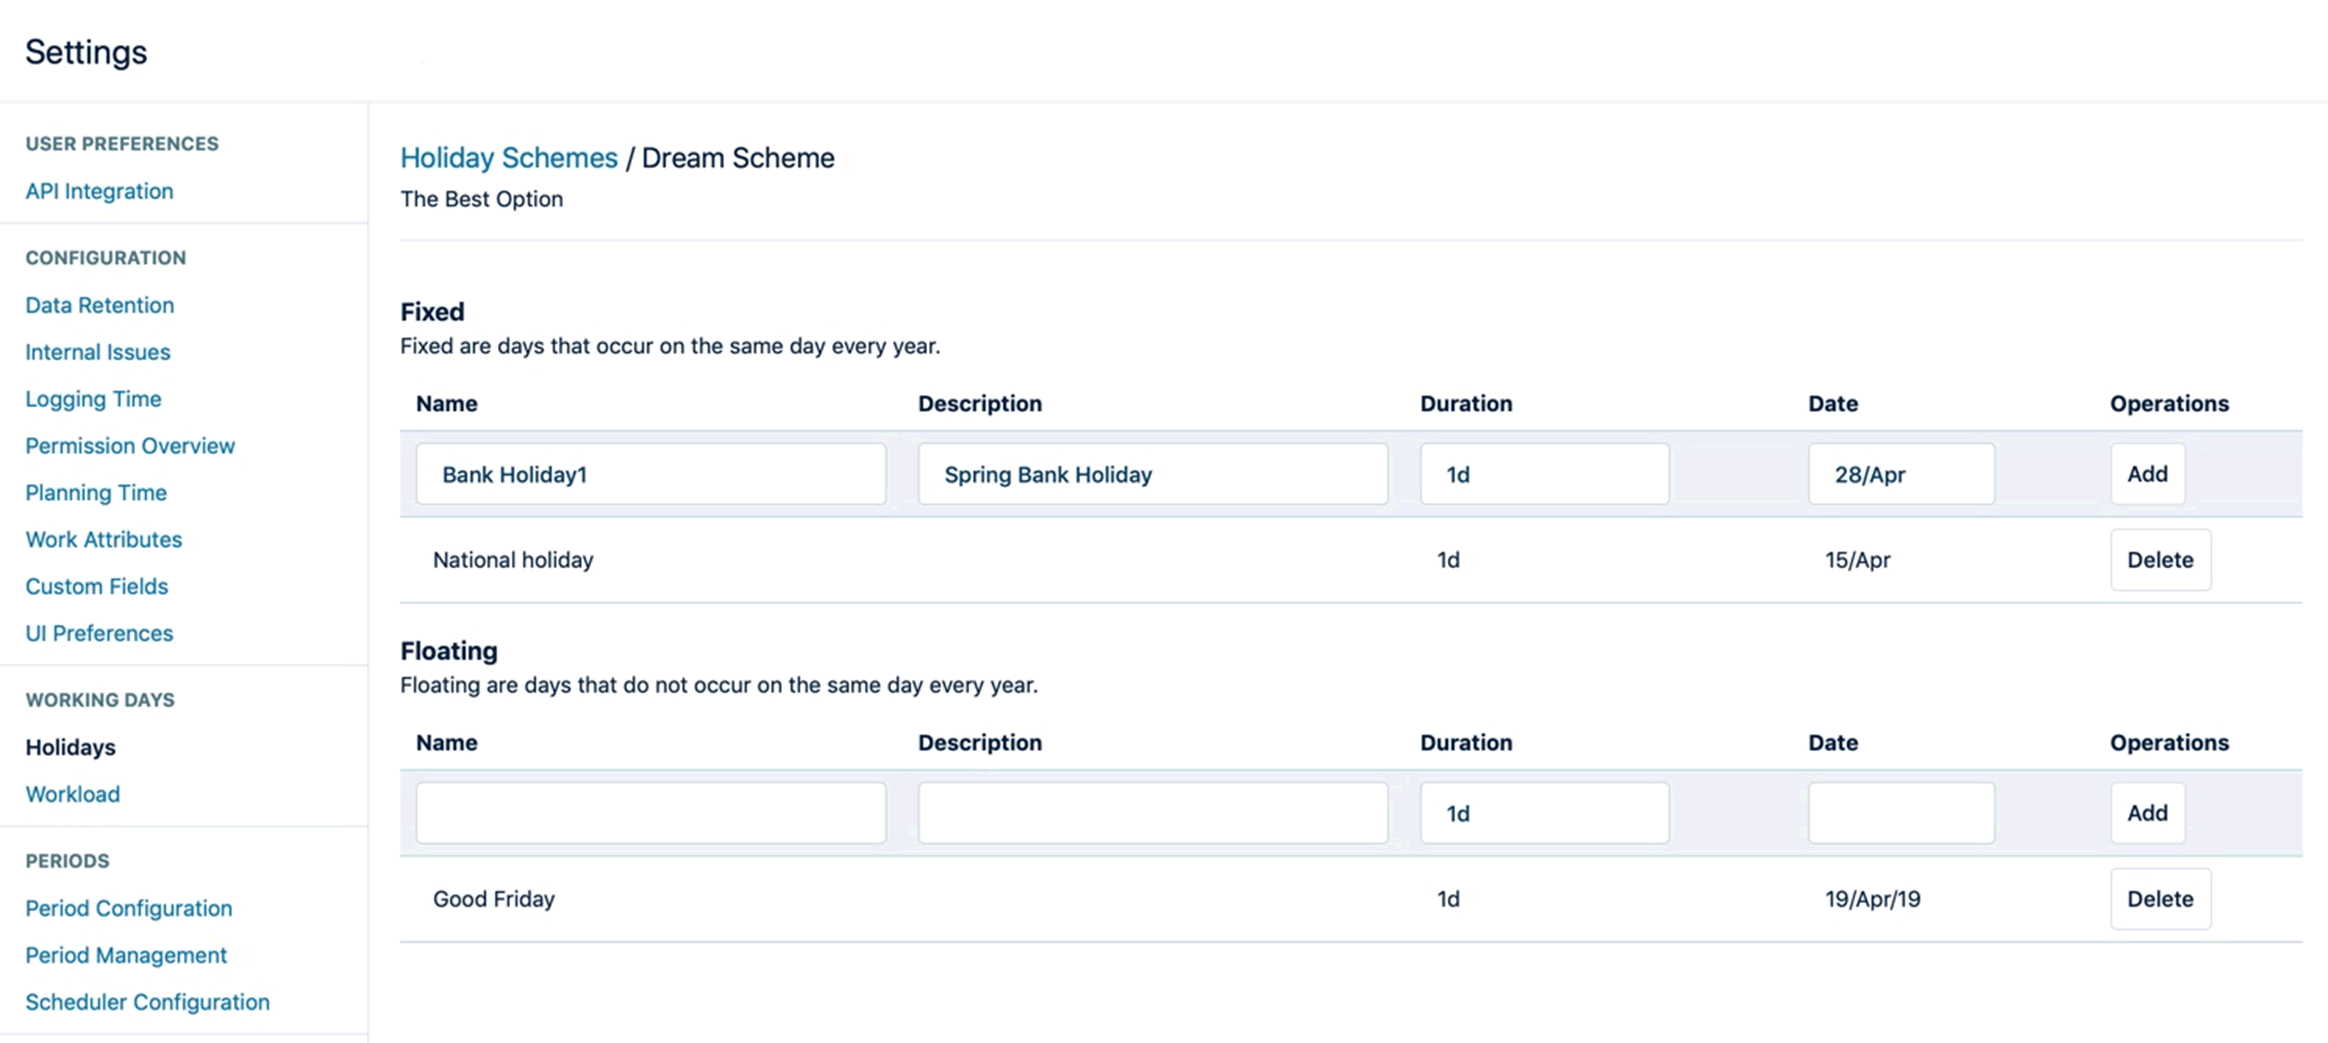 Settings
USER PREFERENCES
API Integration
CONFIGURATION
Data Retention
Internal Issues
Logging Time
Permission Overview
Planning Time
Work Attributes
Custom Fields
UI Preferences
WORKING DAYS
Holidays
Workload
PERIODS
Period Configuration
Period Management
Scheduler Configuration
Holiday Schemes / Dream Scheme
The Best Option
Fixed
Fixed are days that occur on the same day every year.
Name Description Duration Date Operations
Bank Holiday1 Spring Bank Holiday 1d 28/Apr Add
National holiday 1d 15/Apr Delete
Floating
Floating are days that do not occur on the same day every year.
Name Description Duration Date Operations
1d Add
Good Friday 1d 19/Apr/19 Delete